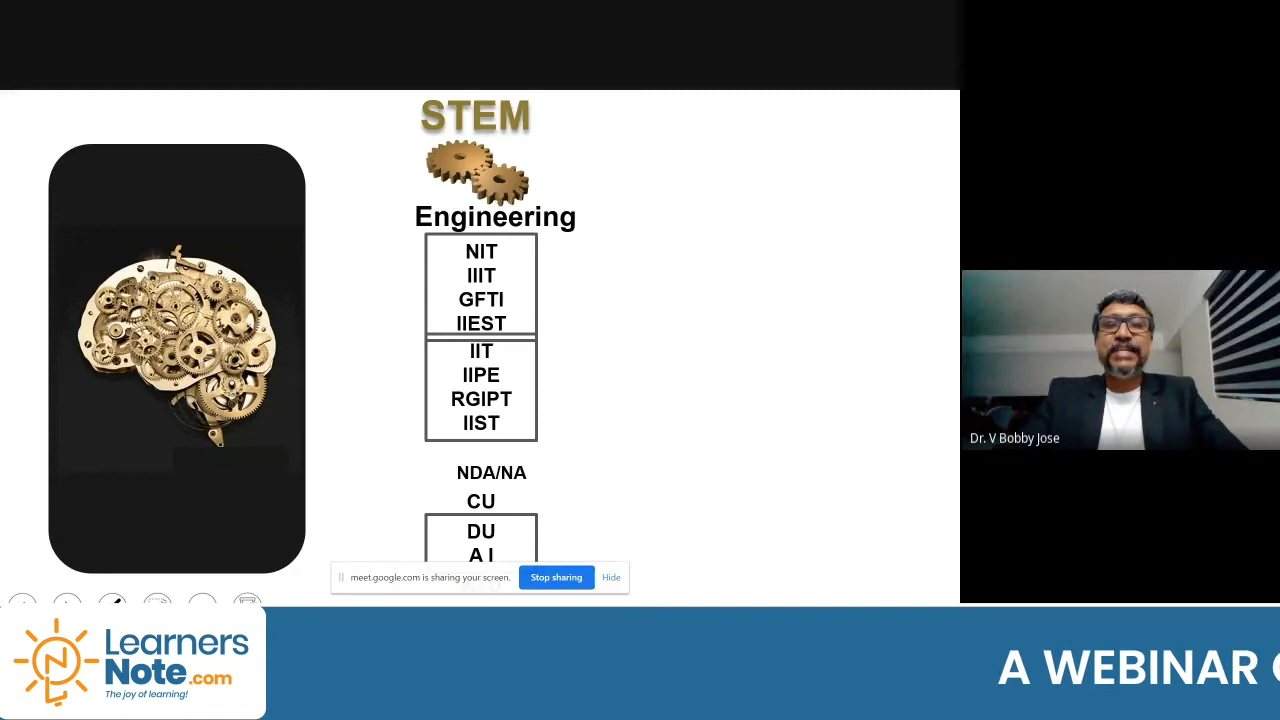 STEM
Engineering
NIT
IIIT
GFTI
IIEST
IIT
IIPE
RGIPT
IIST
NDA/NA
CU
DU
A I
meet.google.com is sharing your screen.
Stop sharing
Hide
Dr. V Bobby Jose
Learners
Note.com
The joy of learning!
A WEBINAR